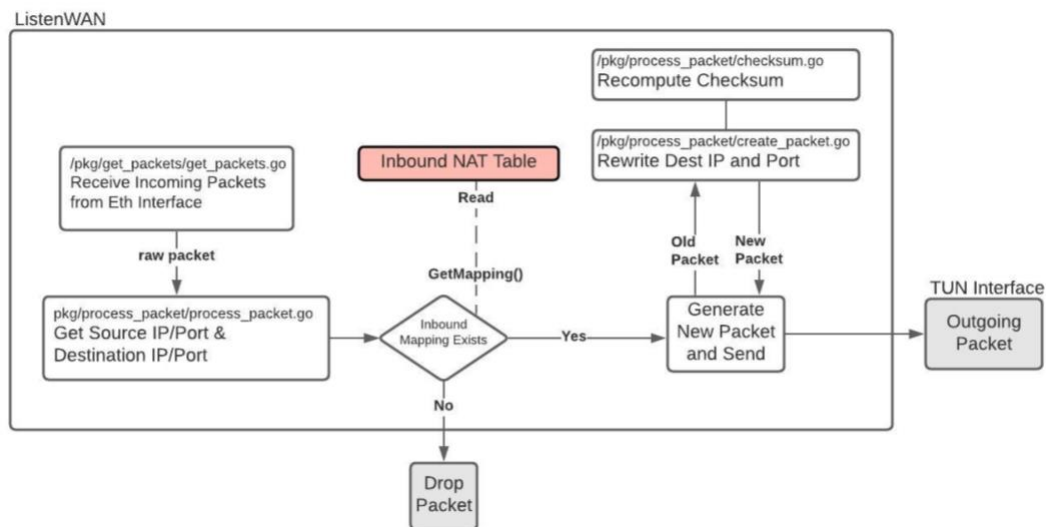 ListenWAN
/pkg/get_packets/get_packets.go
Receive Incoming Packets
from Eth Interface
raw packet
pkg/process_packet/process_packet.go
Get Source IP/Port &
Destination IP/Port
Inbound NAT Table
Read
GetMapping()
Inbound
Mapping Exists
Yes
No
Drop
Packet
/pkg/process_packet/checksum.go
Recompute Checksum
/pkg/process_packet/create_packet.go
Rewrite Dest IP and Port
Old
Packet
New
Packet
Generate
New Packet
and Send
TUN Interface
Outgoing
Packet